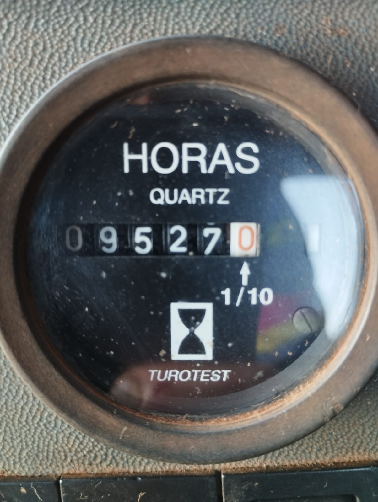 HORAS
QUARTZ
095270
1/10
TUROTEST